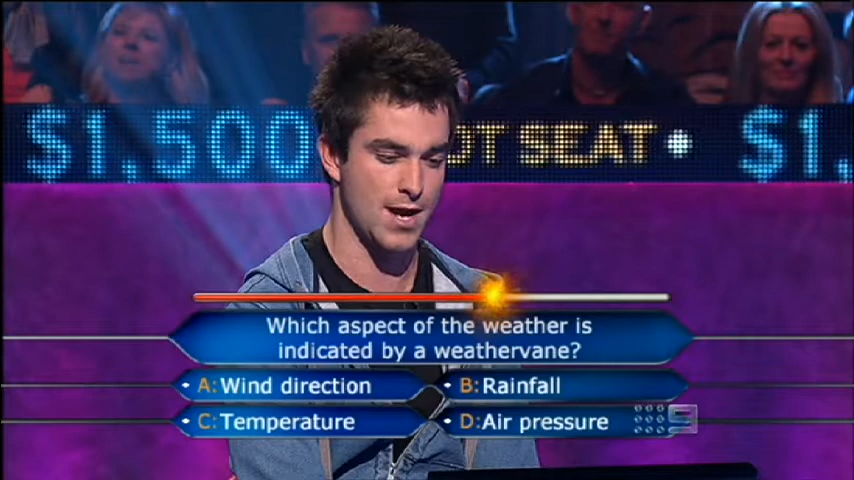 $1,500 OT SEAT $1,
Which aspect of the weather is
indicated by a weathervane?
A: Wind direction
B: Rainfall
C: Temperature
D: Air pressure
9